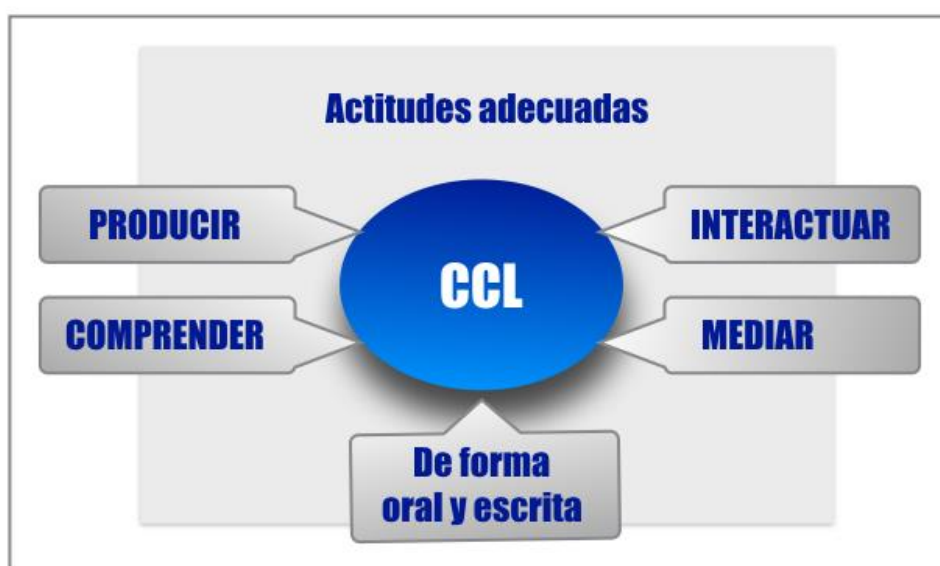 Actitudes adecuadas
PRODUCIR
INTERACTUAR
CCL
COMPRENDER
MEDIAR
De forma
oral y escrita